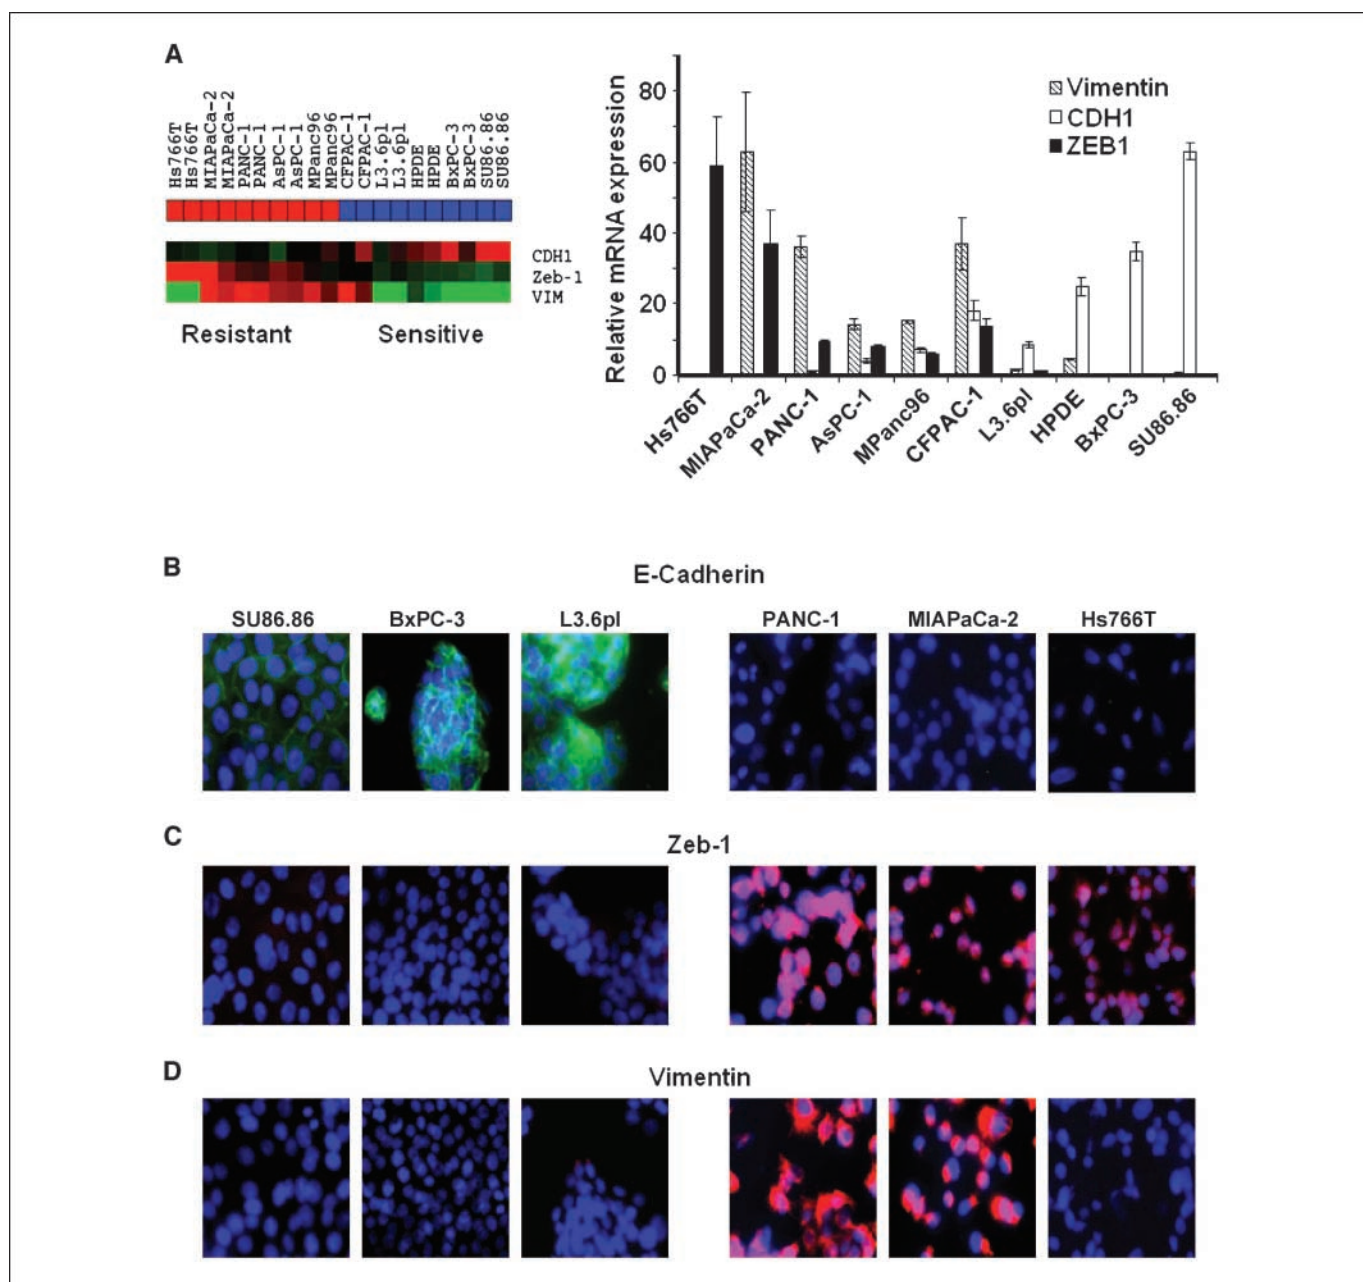 A
Hs766T
Hs766T
MIAPaCa-2
MIAPaCa-2
PANC-1
PANC-1
AsPC-1
AsPC-1
MPanc96
MPanc96
CFPAC-1
CFPAC-1
L3.6pl
L3.6pl
HPDE
HPDE
BxPC-3
BxPC-3
SU86.86
SU86.86
CDH1
Zeb-1
VIM
Resistant Sensitive
Relative mRNA expression
80
60
40
20
0
Vimentin
CDH1
ZEB1
Hs766T
MIAPaCa-2
PANC-1
AsPC-1
MPanc96
CFPAC-1
L3.6pl
HPDE
BxPC-3
SU86.86
B
E-Cadherin
SU86.86 BxPC-3 L3.6pl PANC-1 MIAPaCa-2 Hs766T
C
Zeb-1
D
Vimentin